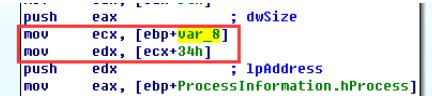 push eax ; dwSize
mov ecx, [ebp+var_8]
mov edx, [ecx+34h]
push edx ; lpAddress
mov eax, [ebp+ProcessInformation.hProcess]